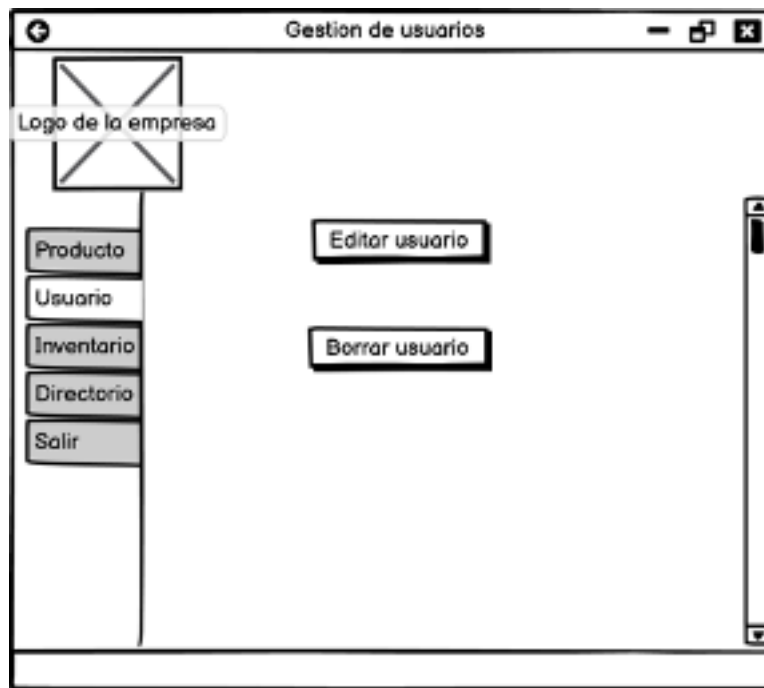 Gestion de usuarios
Logo de la empresa
Producto
Usuario
Inventario
Directorio
Salir
Editar usuario
Borrar usuario